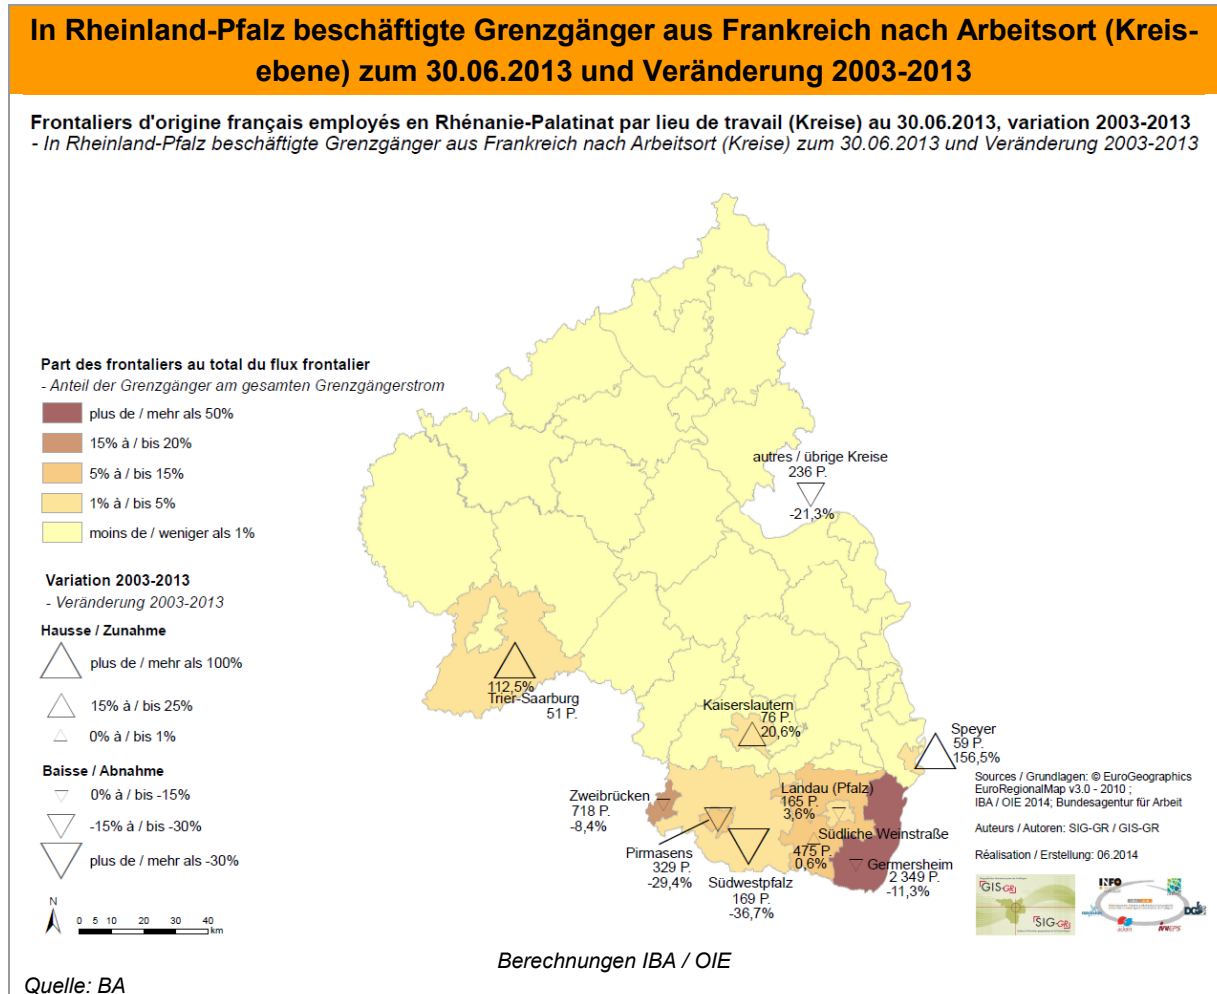 In Rheinland-Pfalz beschäftigte Grenzgänger aus Frankreich nach Arbeitsort (Kreis-
ebene) zum 30.06.2013 und Veränderung 2003-2013
Frontaliers d'origine français employés en Rhénanie-Palatinat par lieu de travail (Kreise) au 30.06.2013, variation 2003-2013
- In Rheinland-Pfalz beschäftigte Grenzgänger aus Frankreich nach Arbeitsort (Kreise) zum 30.06.2013 und Veränderung 2003-2013
Part des frontaliers au total du flux frontalier
- Anteil der Grenzgänger am gesamten Grenzgängerstrom
plus de / mehr als 50%
15% à / bis 20%
5% à / bis 15%
1% à / bis 5%
moins de / weniger als 1%
Variation 2003-2013
- Veränderung 2003-2013
Hausse / Zunahme
plus de / mehr als 100%
15% à / bis 25%
0% à / bis 1%
Baisse / Abnahme
0% à / bis -15%
-15% à / bis -30%
plus de / mehr als -30%
N
0 5 10 20 30 40
km
autres / übrige Kreise
236 P.
-21,3%
112,5%
Trier-Saarburg
51 P.
Kaiserslautern
76 P.
20,6%
Speyer
59 P.
156,5%
Zweibrücken
718 P.
-8,4%
Landau (Pfalz)
165 P.
3,6%
Südliche Weinstraße
475 P.
0,6%
Pirmasens
329 P.
-29,4%
Südwestpfalz
169 P.
-36,7%
Germersheim
2 349 P.
-11,3%
Sources / Grundlagen: © EuroGeographics
EuroRegionalMap v3.0 - 2010 ;
IBA / OIE 2014; Bundesagentur für Arbeit
Auteurs / Autoren: SIG-GR / GIS-GR
Réalisation / Erstellung: 06.2014
GIS-GR
SIG-GR
INFO
DG
Berechnungen IBA / OIE
Quelle: BA